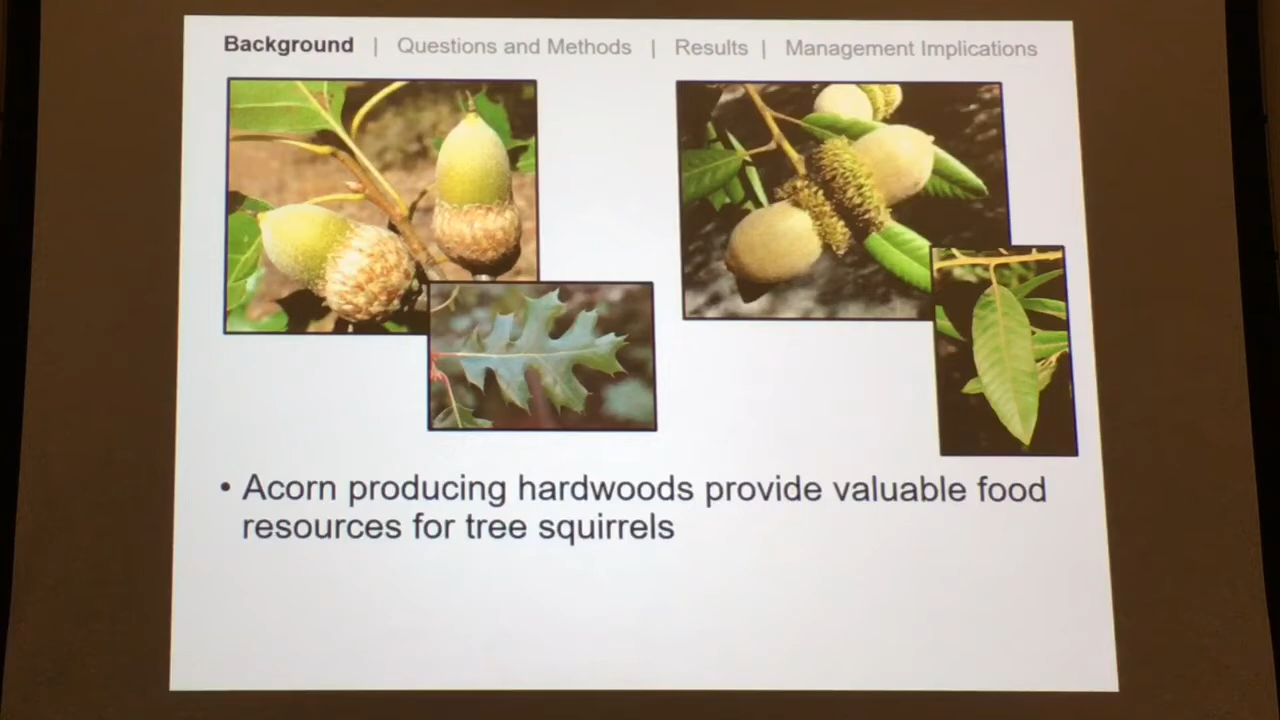 Background | Questions and Methods | Results | Management Implications
• Acorn producing hardwoods provide valuable food
resources for tree squirrels